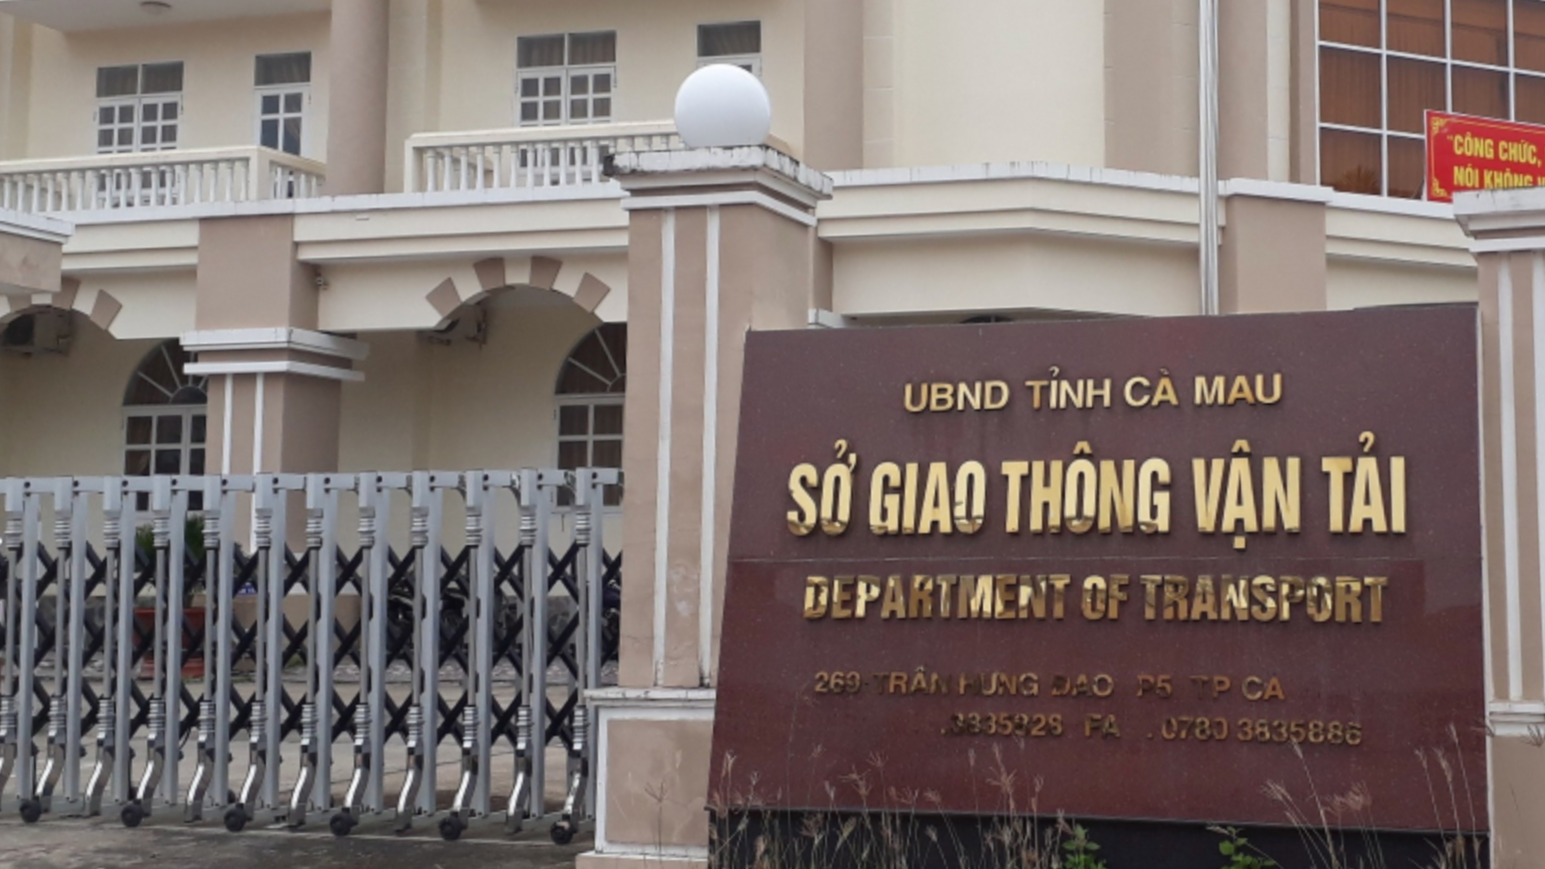 "CÔNG CHỨC,
NÓI KHÔNG
UBND TỈNH CÀ MAU
SỞ GIAO THÔNG VẬN TẢI
DEPARTMENT OF TRANSPORT
269-TRẦN HƯNG ĐẠO P5 TP CA
.3835928 FA .0780 3835886